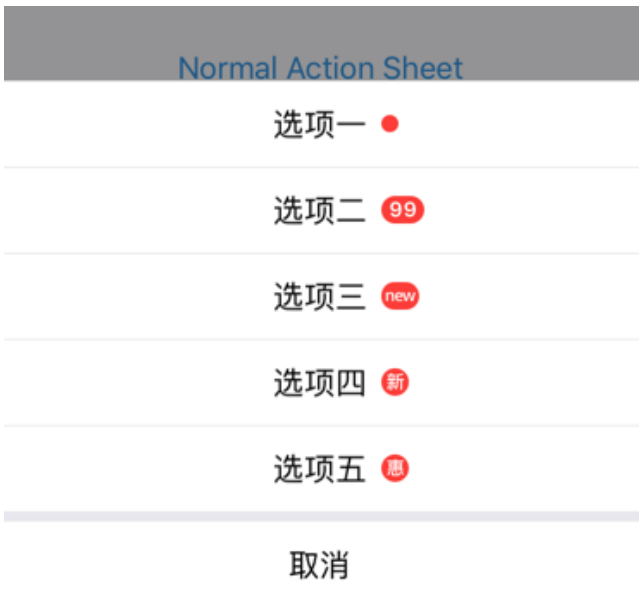 Normal Action Sheet
选项一
选项二 99
选项三 new
选项四 新
选项五 惠
取消